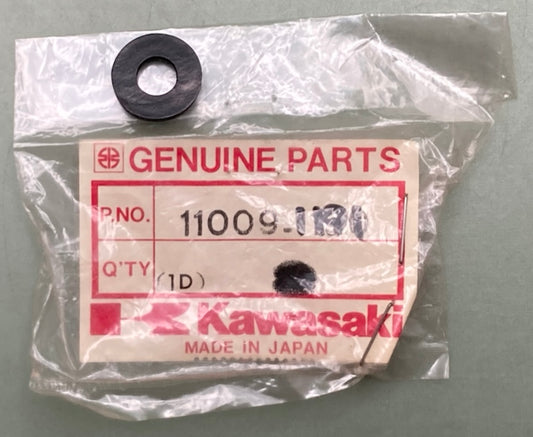 GENUINE PARTS
P.NO. 11009-
Q'TY (1D)
Kawasaki
MADE IN JAPAN